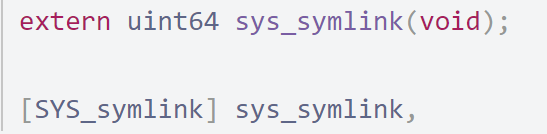 extern uint64 sys_symlink(void);
[SYS_symlink] sys_symlink,